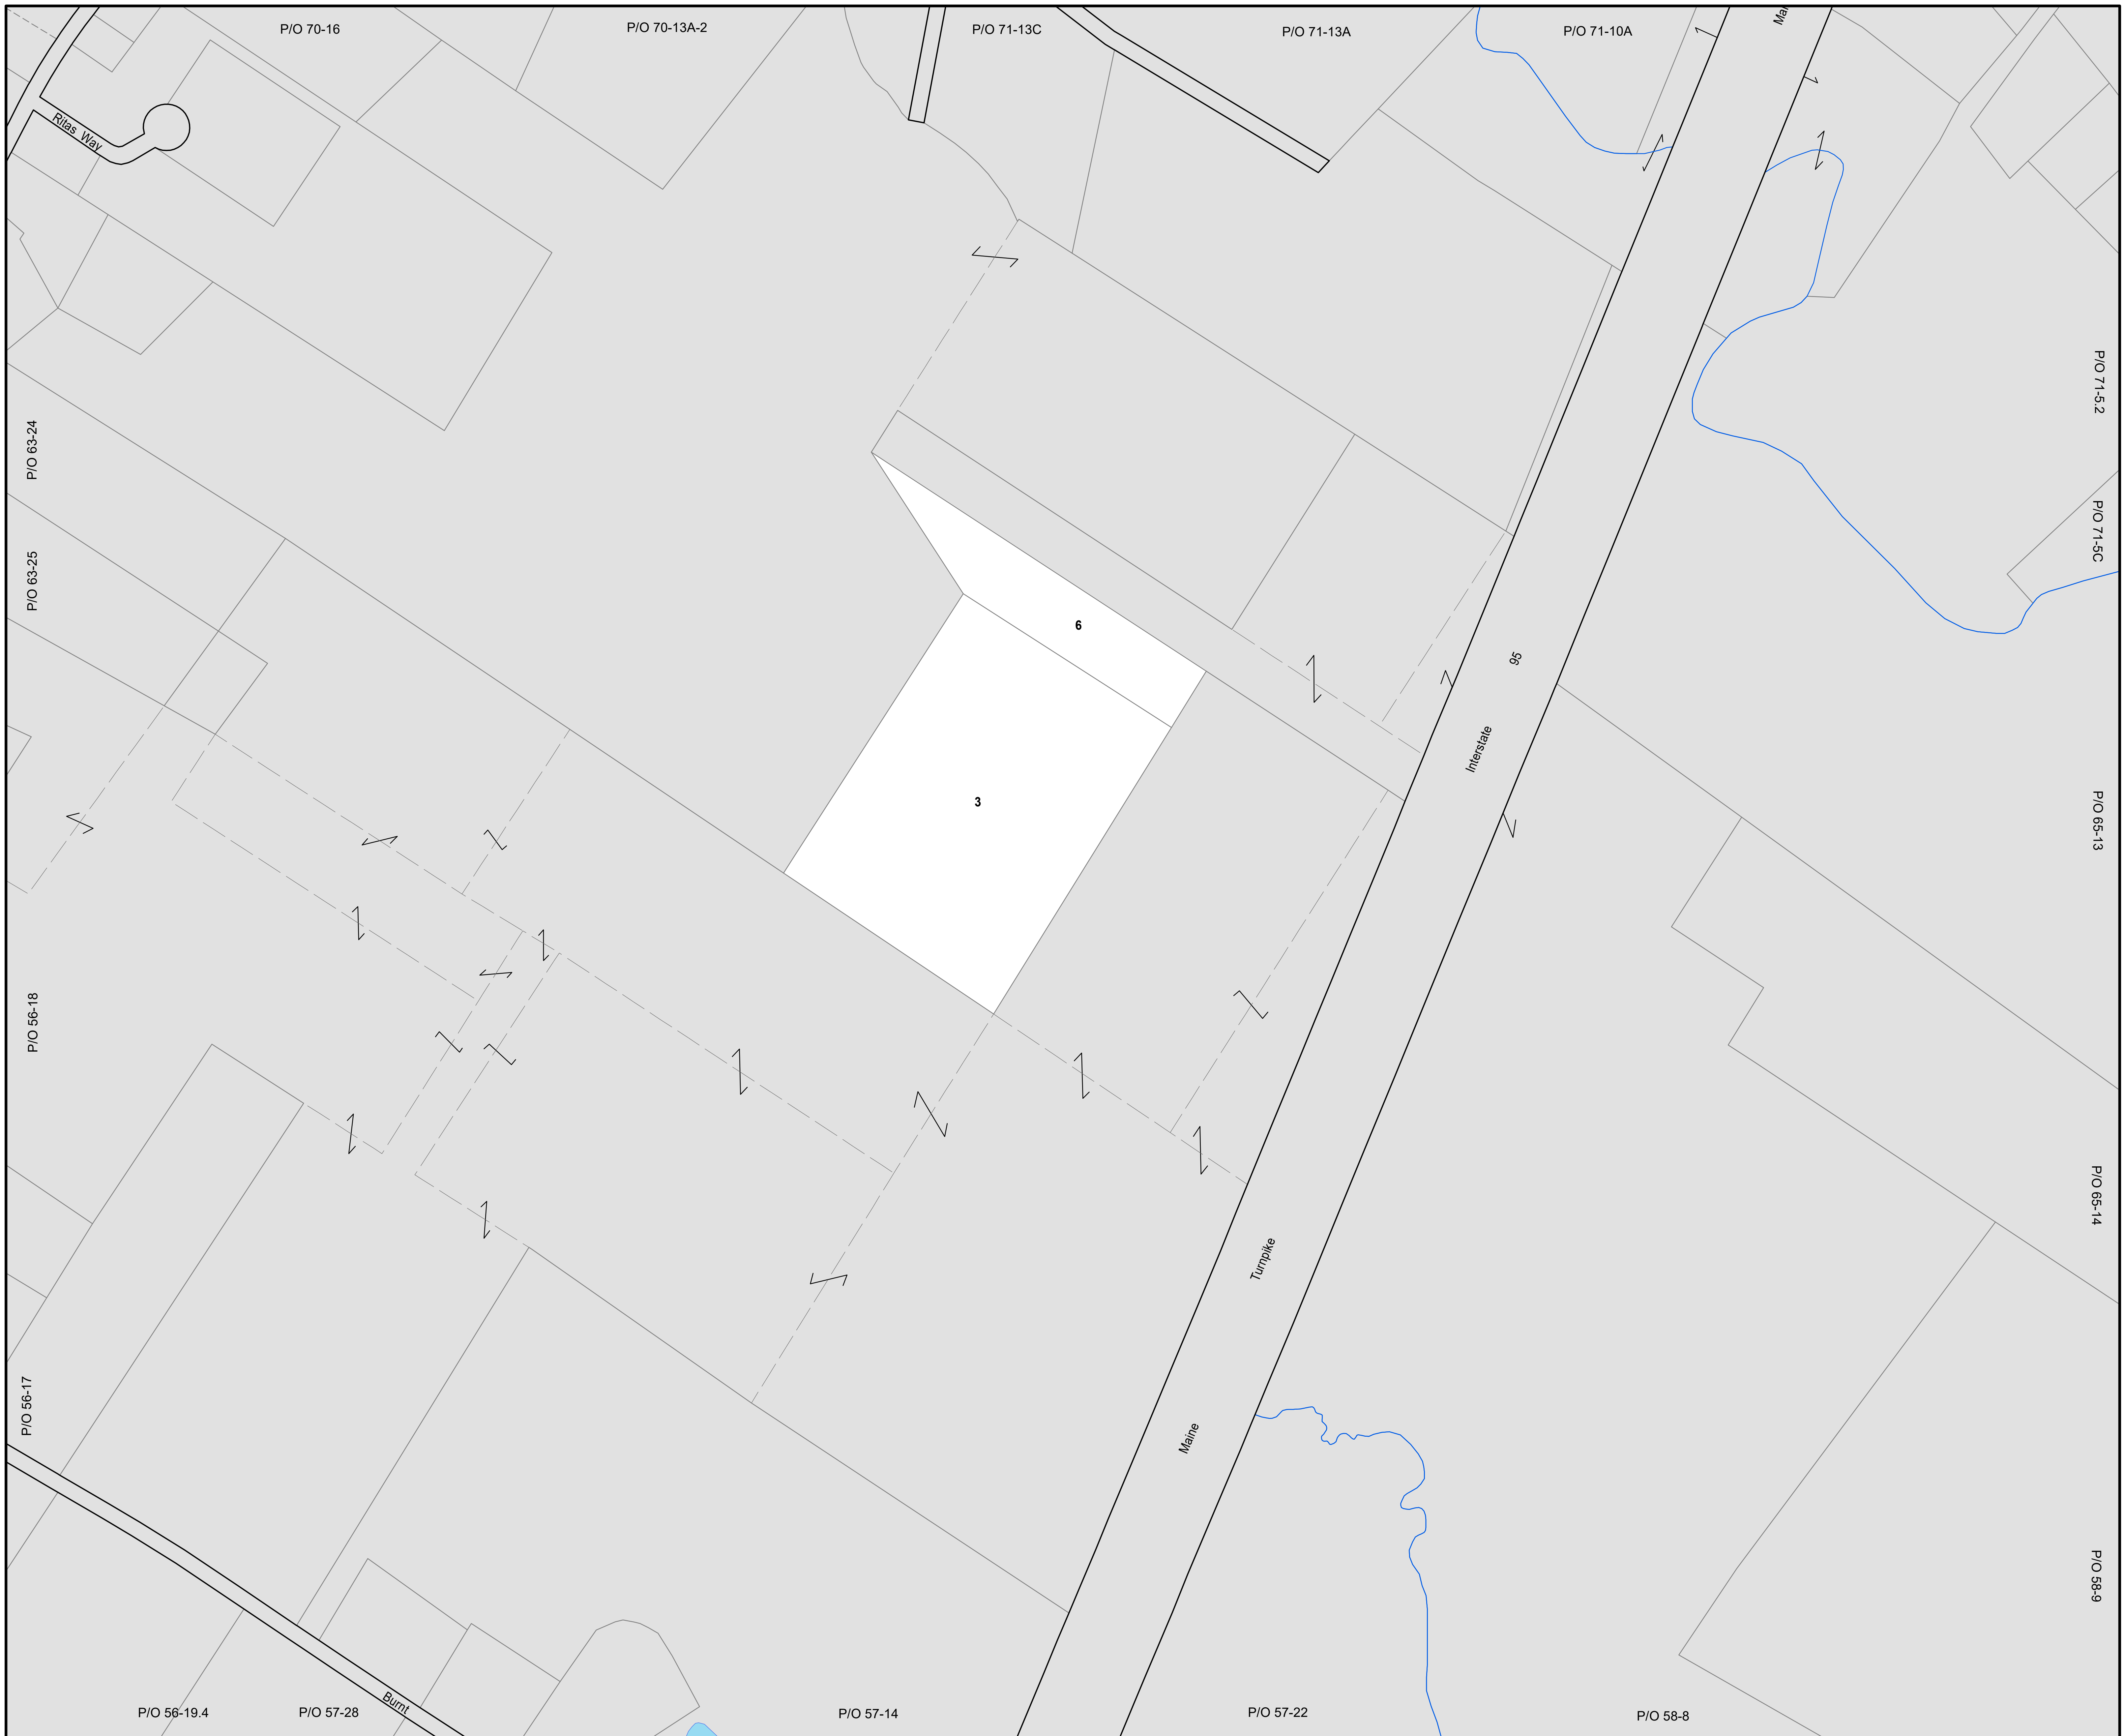 P/O 70-16
P/O 70-13A-2
P/O 71-13C
P/O 71-13A
P/O 71-10A
Ritas Way
P/O 71-5.2
P/O 63-24
P/O 71-5C
P/O 63-25
6
95
Interstate
3
P/O 65-13
P/O 56-18
P/O 65-14
Turnpike
P/O 56-17
Maine
P/O 58-9
Burnt
P/O 56-19.4
P/O 57-28
P/O 57-14
P/O 57-22
P/O 58-8